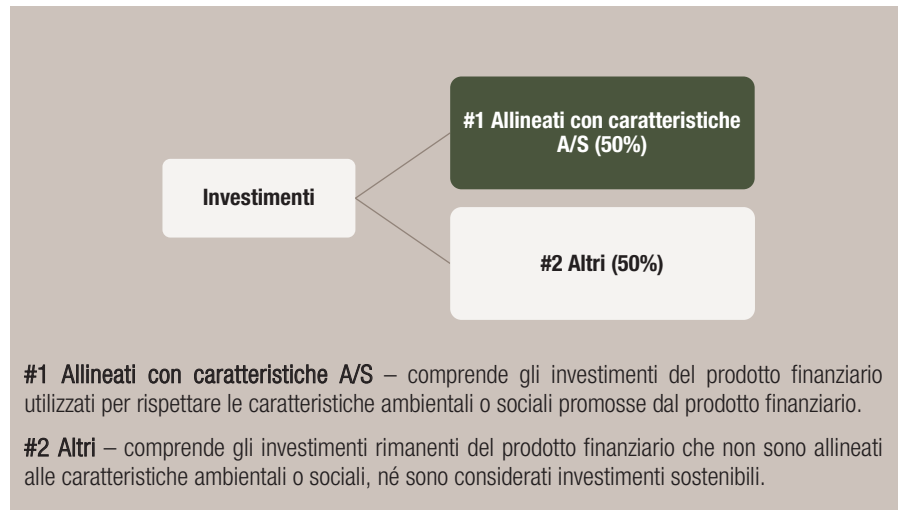 #1 Allineati con caratteristiche
A/S (50%)
Investimenti
#2 Altri (50%)
#1 Allineati con caratteristiche A/S – comprende gli investimenti del prodotto finanziario
utilizzati per rispettare le caratteristiche ambientali o sociali promosse dal prodotto finanziario.
#2 Altri – comprende gli investimenti rimanenti del prodotto finanziario che non sono allineati
alle caratteristiche ambientali o sociali, né sono considerati investimenti sostenibili.